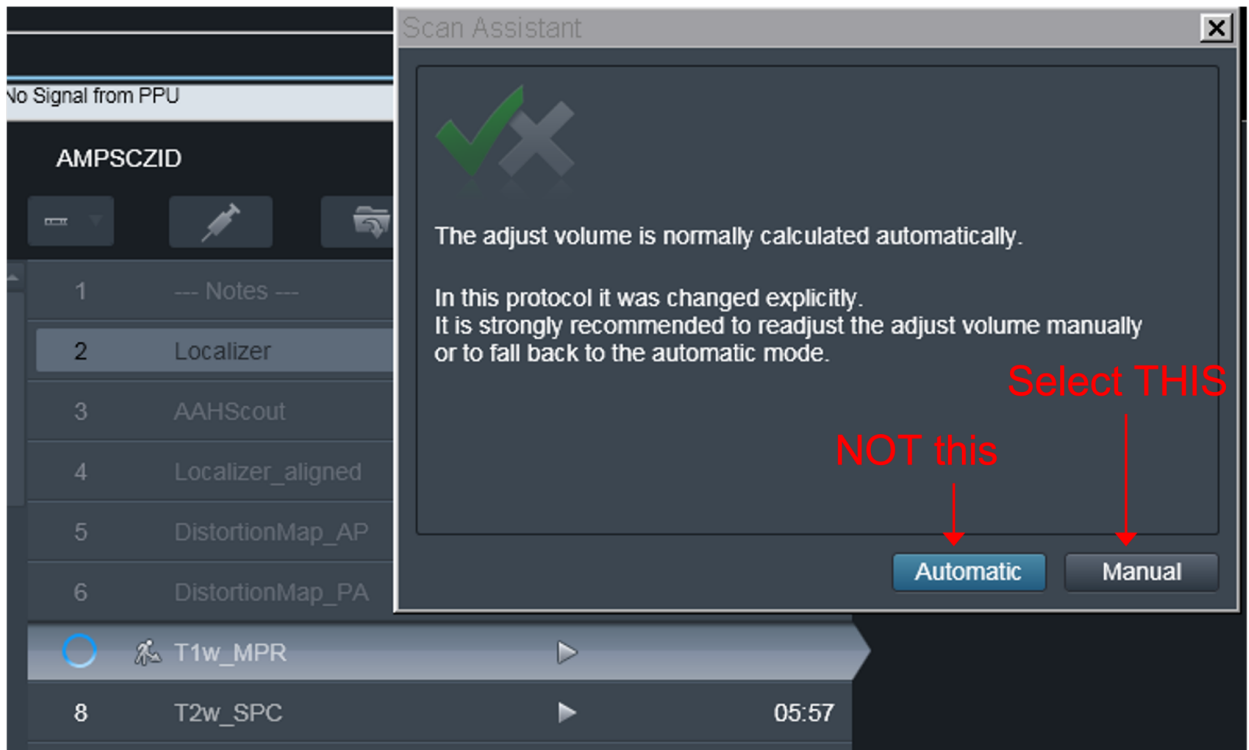 Scan Assistant
No Signal from PPU
AMPSCZID
The adjust volume is normally calculated automatically.
In this protocol it was changed explicitly.
It is strongly recommended to readjust the adjust volume manually
or to fall back to the automatic mode.
Select THIS
NOT this
Automatic
Manual
1 --- Notes ---
2 Localizer
3 AAHScout
4 Localizer_aligned
5 DistortionMap_AP
6 DistortionMap_PA
T1w_MPR
8 T2w_SPC 05:57